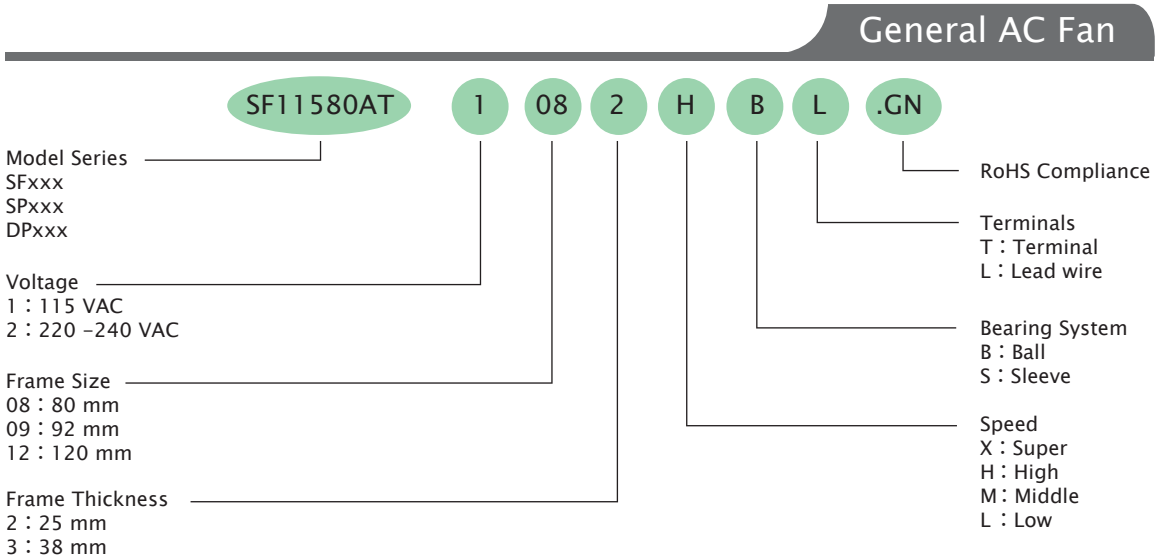 General AC Fan
SF11580AT 1 08 2 H B L .GN
Model Series
SFxxx
SPxxx
DPxxx
Voltage
1：115 VAC
2：220 –240 VAC
Frame Size
08：80 mm
09：92 mm
12：120 mm
Frame Thickness
2：25 mm
3：38 mm
RoHS Compliance
Terminals
T：Terminal
L：Lead wire
Bearing System
B：Ball
S：Sleeve
Speed
X：Super
H：High
M：Middle
L：Low